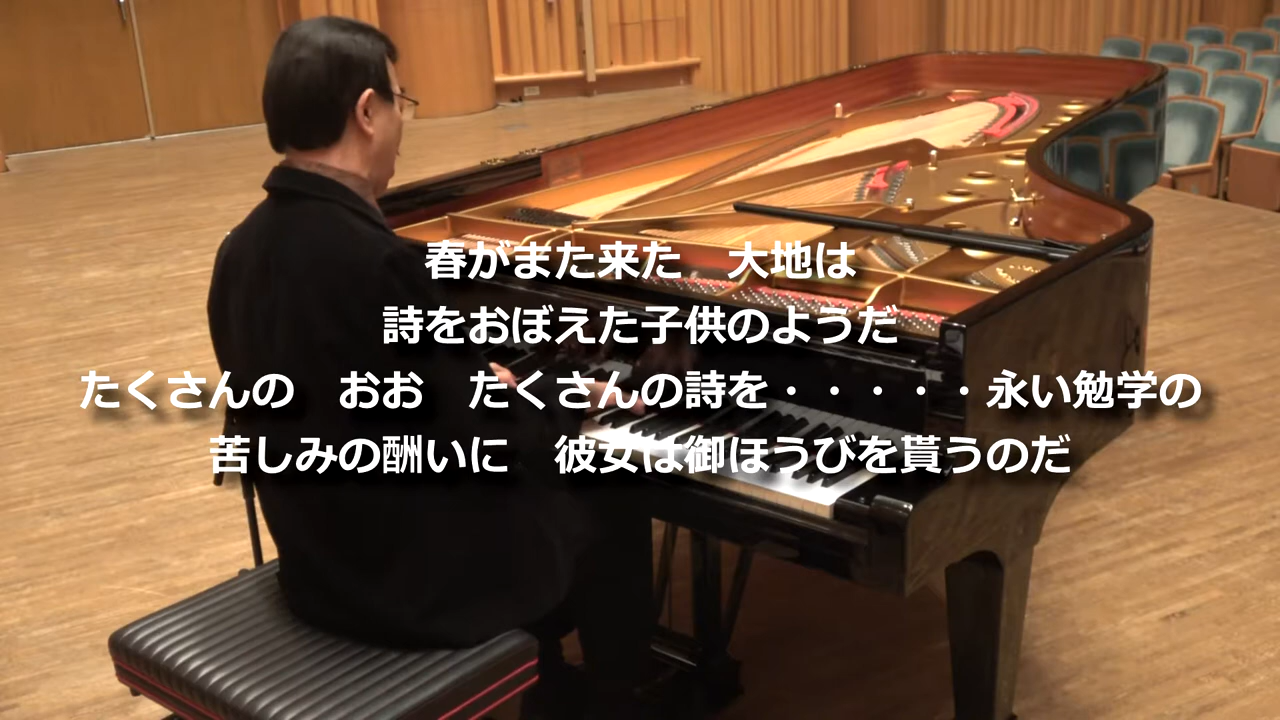 春がまた来た　大地は
詩をおぼえた子供のようだ
たくさんの　おお　たくさんの詩を・・・・・永い勉学の
苦しみの酬いに　彼女は御ほうびを貰うのだ